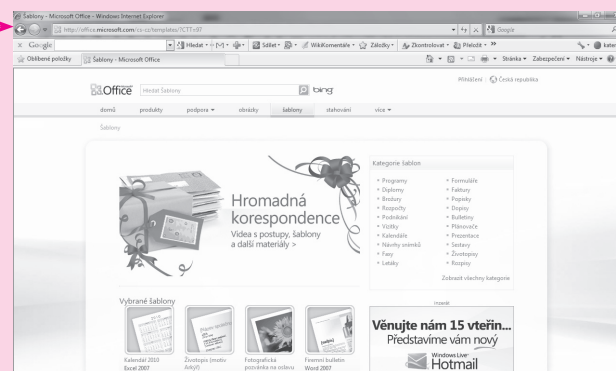 Šablony - Microsoft Office - Windows Internet Explorer
http://office.microsoft.com/cs-cz/templates/?CTT=97
Google
Google Hledat Sdílet WikiKomentáře Záložky Zkontrolovat Přeložit
Oblíbené položky Šablony - Microsoft Office Stránka Zabezpečení Nástroje
Přihlášení Česká republika
Office Hledat Šablony bing
domů produkty podpora obrázky šablony stahování více
Šablony
Hromadná
korespondence
Videa s postupy, šablony
a další materiály >
Kategorie šablon
Programy
Diplomy
Brožury
Rozpočty
Podnikání
Vizitky
Kalendáře
Návrhy snímků
Faxy
Letáky
Formuláře
Faktury
Popisky
Dopisy
Bulletiny
Plánovače
Prezentace
Sestavy
Životopisy
Rozpisy
Zobrazit všechny kategorie
Vybrané šablony
Kalendář 2010
Excel 2007
Životopis (motiv
Arkýř)
Fotografická
pozvánka na oslavu
Firemní bulletin
Word 2007
Inzerát
Věnujte nám 15 vteřin...
Představíme vám nový
Windows Live
Hotmail